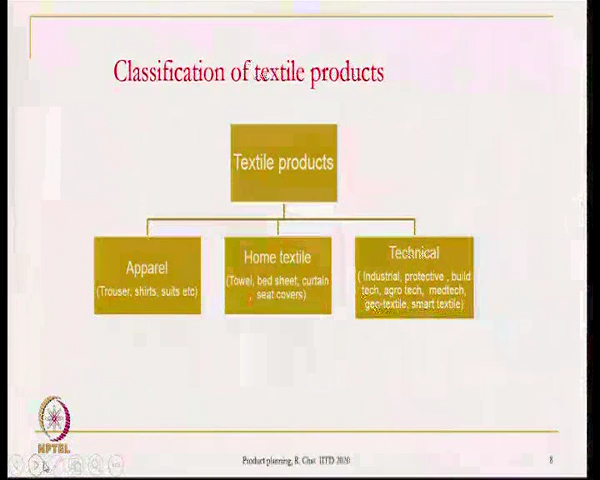 Classification of textile products
Textile products
Apparel
(Trouser, shirts, suits etc)
Home textile
(Towel, bed sheet, curtain
seat covers)
Technical
( Industrial, protective , build
tech, agro tech, medtech,
geo-textile, smart textile)
NPTEL
Product planning, B. Ghat IITD 2020
8